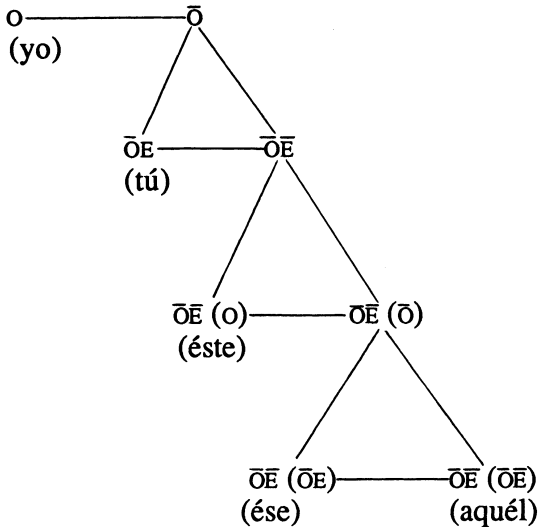 O Ō
(yo)
ŌE ŌĒ
(tú)
ŌĒ (O) ŌĒ (Ō)
(éste)
ŌĒ (ŌE) ŌĒ (ŌĒ)
(ése) (aquél)